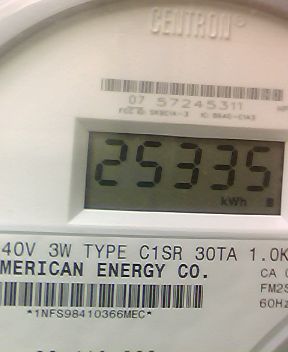 CENTRON®
07 57245311
25335
kWh
40V 3W TYPE C1SR 30TA 1.0K
MERICAN ENERGY CO.
CA
FM2S
60Hz
*1NFS98410366MEC*